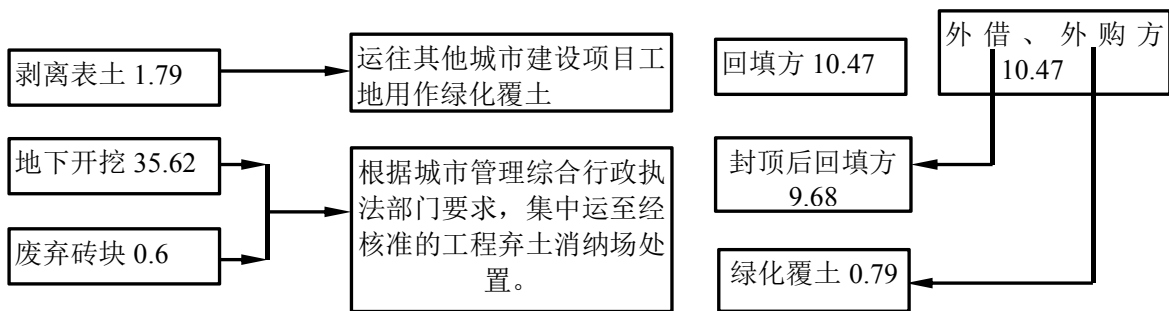 剥离表土 1.79
运往其他城市建设项目工
地用作绿化覆土
回填方 10.47
外借、外购方
10.47
地下开挖 35.62
废弃砖块 0.6
根据城市管理综合行政执
法部门要求，集中运至经
核准的工程弃土消纳场处
置。
封顶后回填方
9.68
绿化覆土 0.79